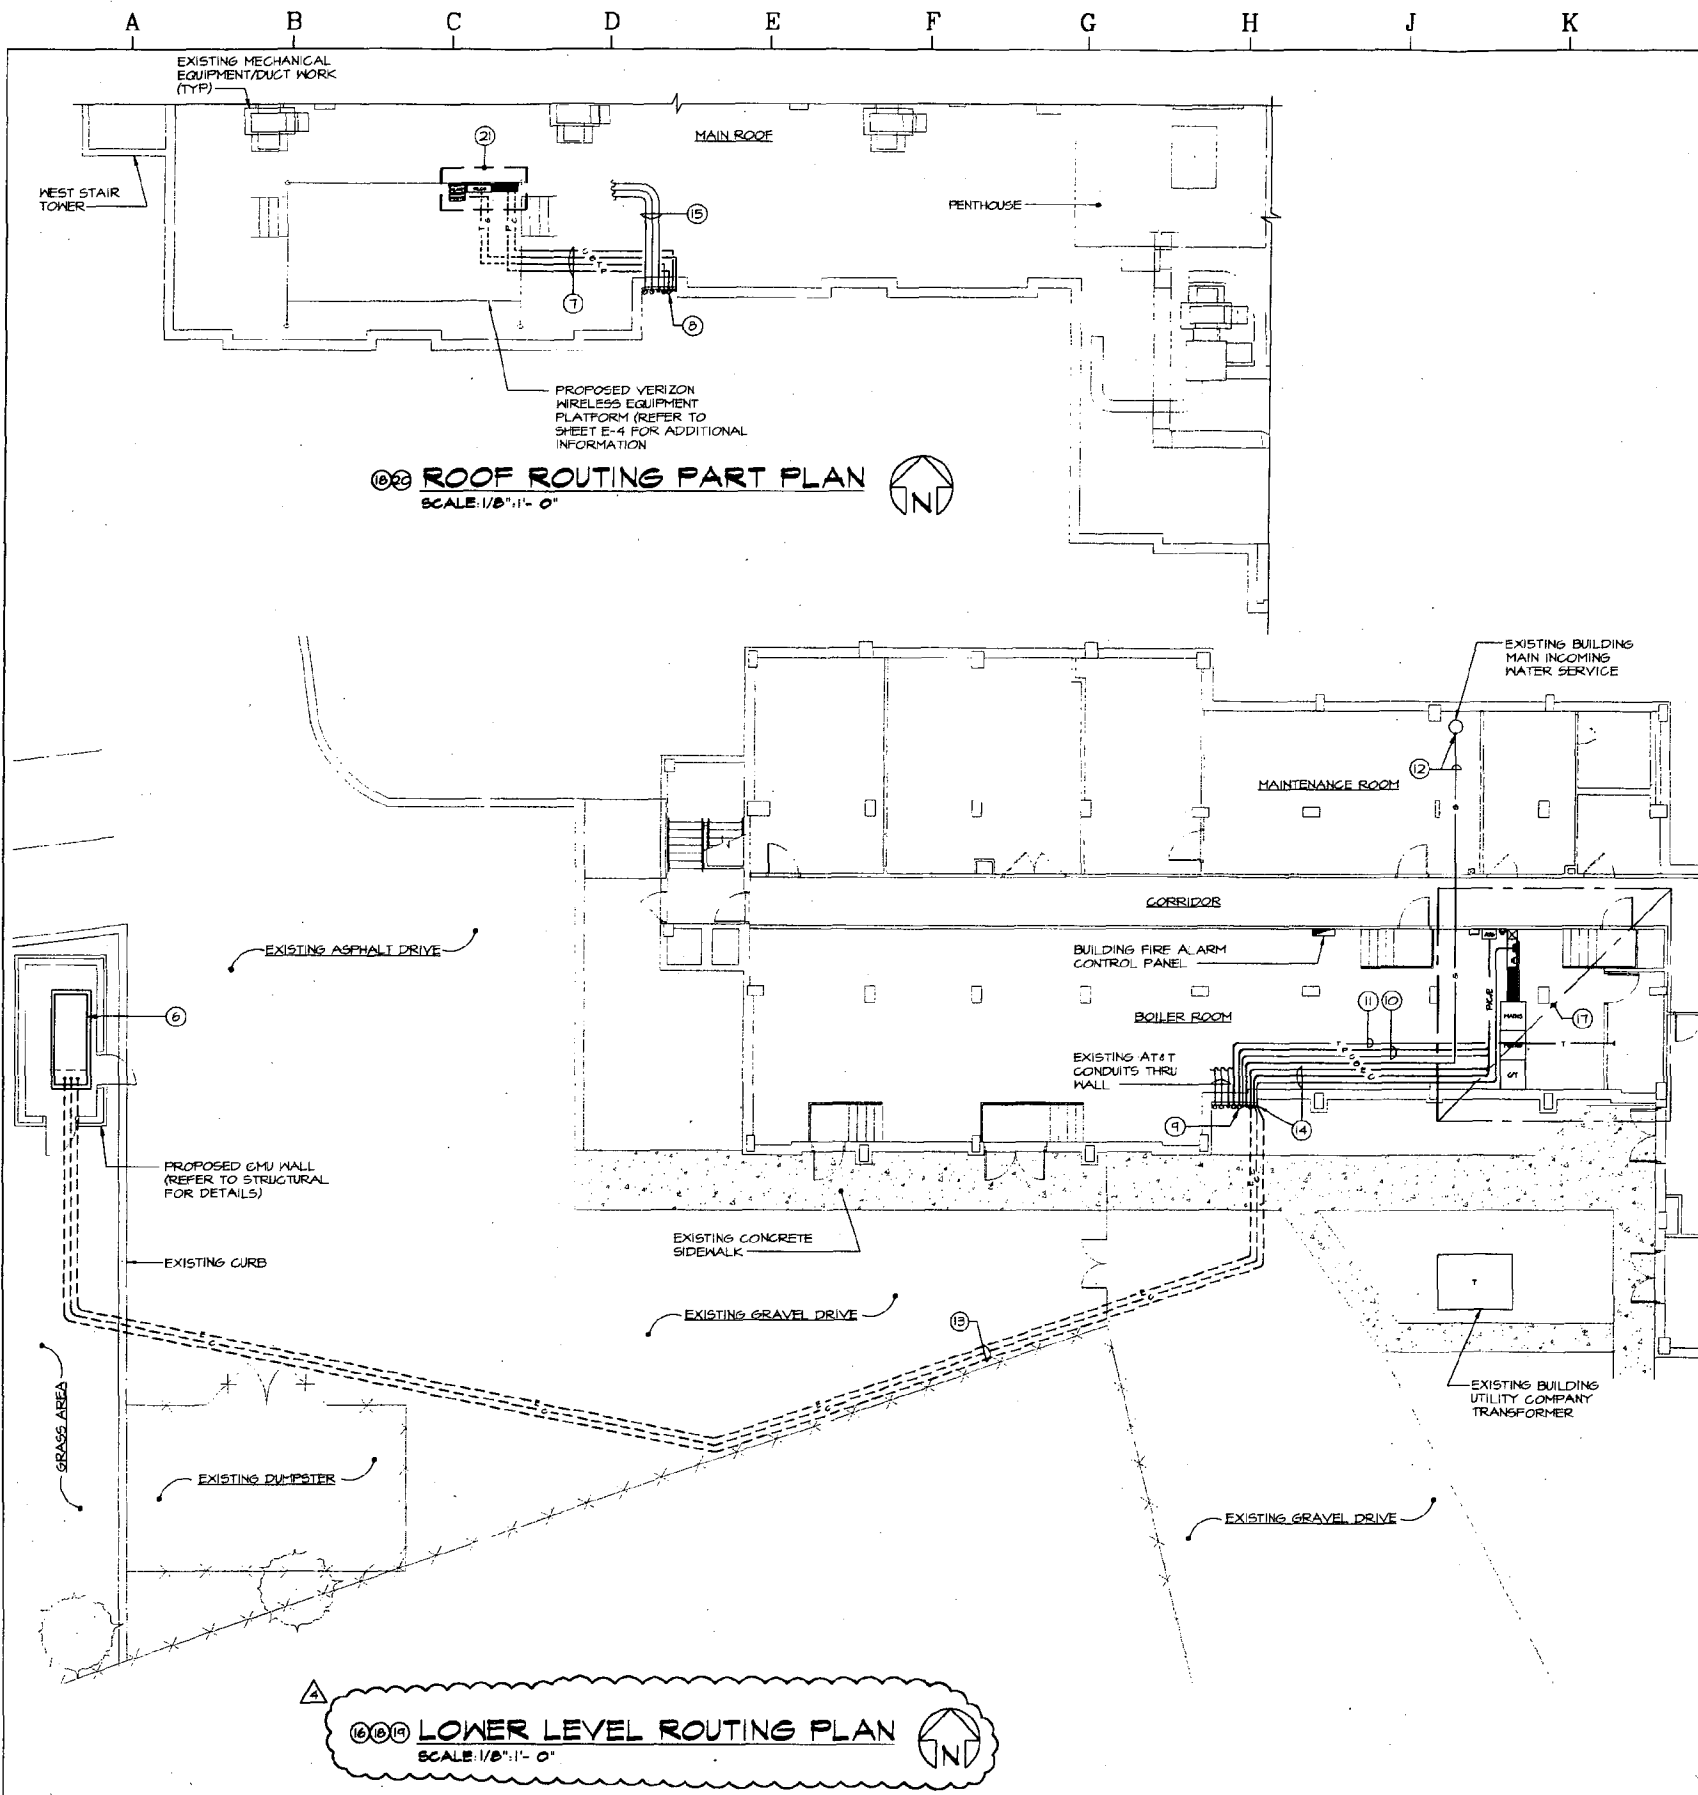 A B C D E F G H J K
EXISTING MECHANICAL
EQUIPMENT/DUCT WORK
(TYP)
21
MAIN ROOF
WEST STAIR
TOWER
15
PENTHOUSE
T G P C
C
G
T
P
7
8
PROPOSED VERIZON
WIRELESS EQUIPMENT
PLATFORM (REFER TO
SHEET E-4 FOR ADDITIONAL
INFORMATION
18 20 ROOF ROUTING PART PLAN
SCALE:1/8":1'- 0"
N
EXISTING BUILDING
MAIN INCOMING
WATER SERVICE
12
MAINTENANCE ROOM
G
CORRIDOR
EXISTING ASPHALT DRIVE
BUILDING FIRE ALARM
CONTROL PANEL
G
6
11 10
17
BOILER ROOM
T
P
C
G
E
C
T
C/T
EXISTING AT&T
CONDUITS THRU
WALL
9
14
PROPOSED CMU WALL
(REFER TO STRUCTURAL
FOR DETAILS)
E C
EXISTING CONCRETE
SIDEWALK
EXISTING CURB
T
EXISTING GRAVEL DRIVE
13
E C
EXISTING BUILDING
UTILITY COMPANY
TRANSFORMER
GRASS AREA
EXISTING DUMPSTER
EXISTING GRAVEL DRIVE
4
16 18 19 LOWER LEVEL ROUTING PLAN
SCALE:1/8":1'- 0"
N